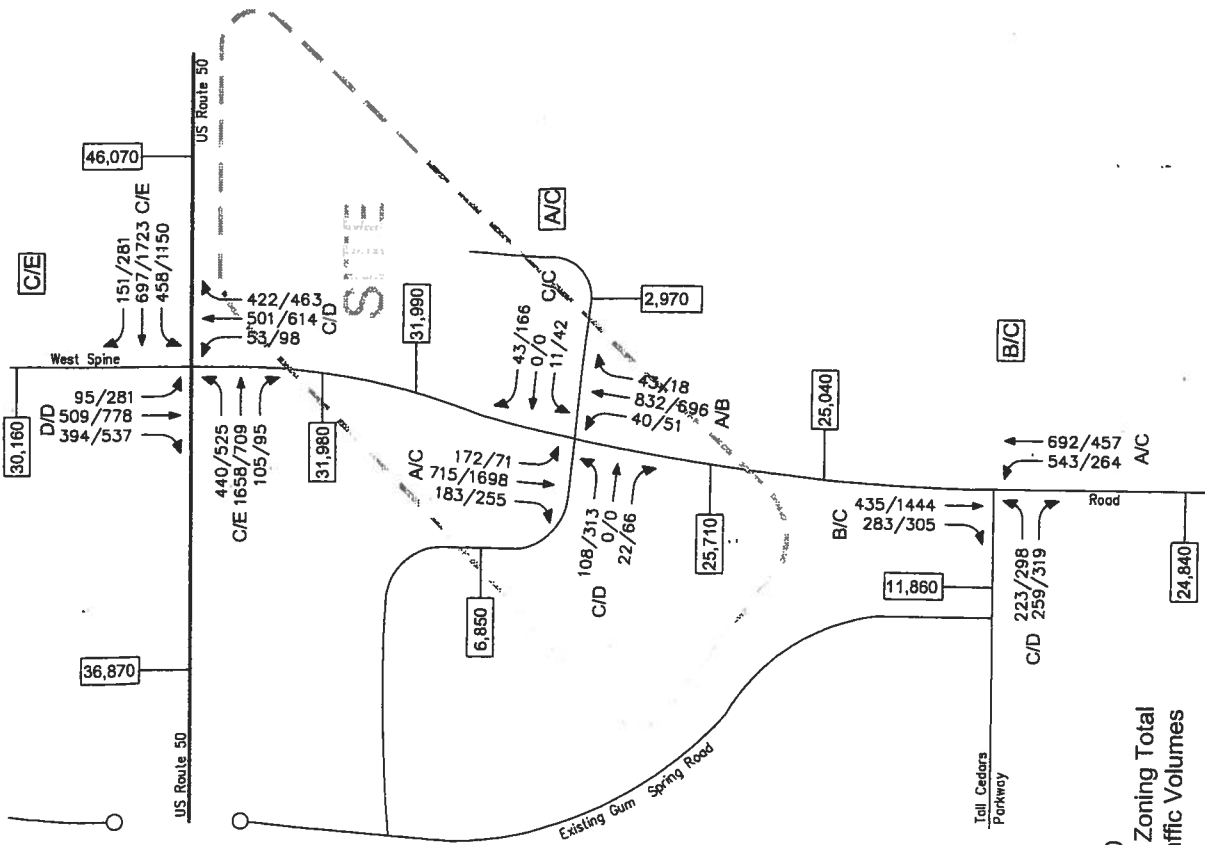 US Route 50
46,070
C/E
151/281
697/1723 C/E
458/1150
SITE
A/C
422/463
501/614
53/98
C/D
31,990
West Spine
30,160
95/281
D/D
509/778
394/537
440/525
C/E 1658/709
105/95
31,980
43/166
0/0
11/42
C/C
2,970
43/18
832/696
40/51
A/B
B/C
25,040
A/C
172/71
715/1698
183/255
36,870
6,850
C/D
108/313
0/0
22/66
25,710
692/457
543/264
A/C
B/C
435/1444
283/305
Road
11,860
223/298
259/319
C/D
24,840
US Route 50
Existing Gum Spring Road
Tall Cedars
Parkway
Zoning Total
affic Volumes